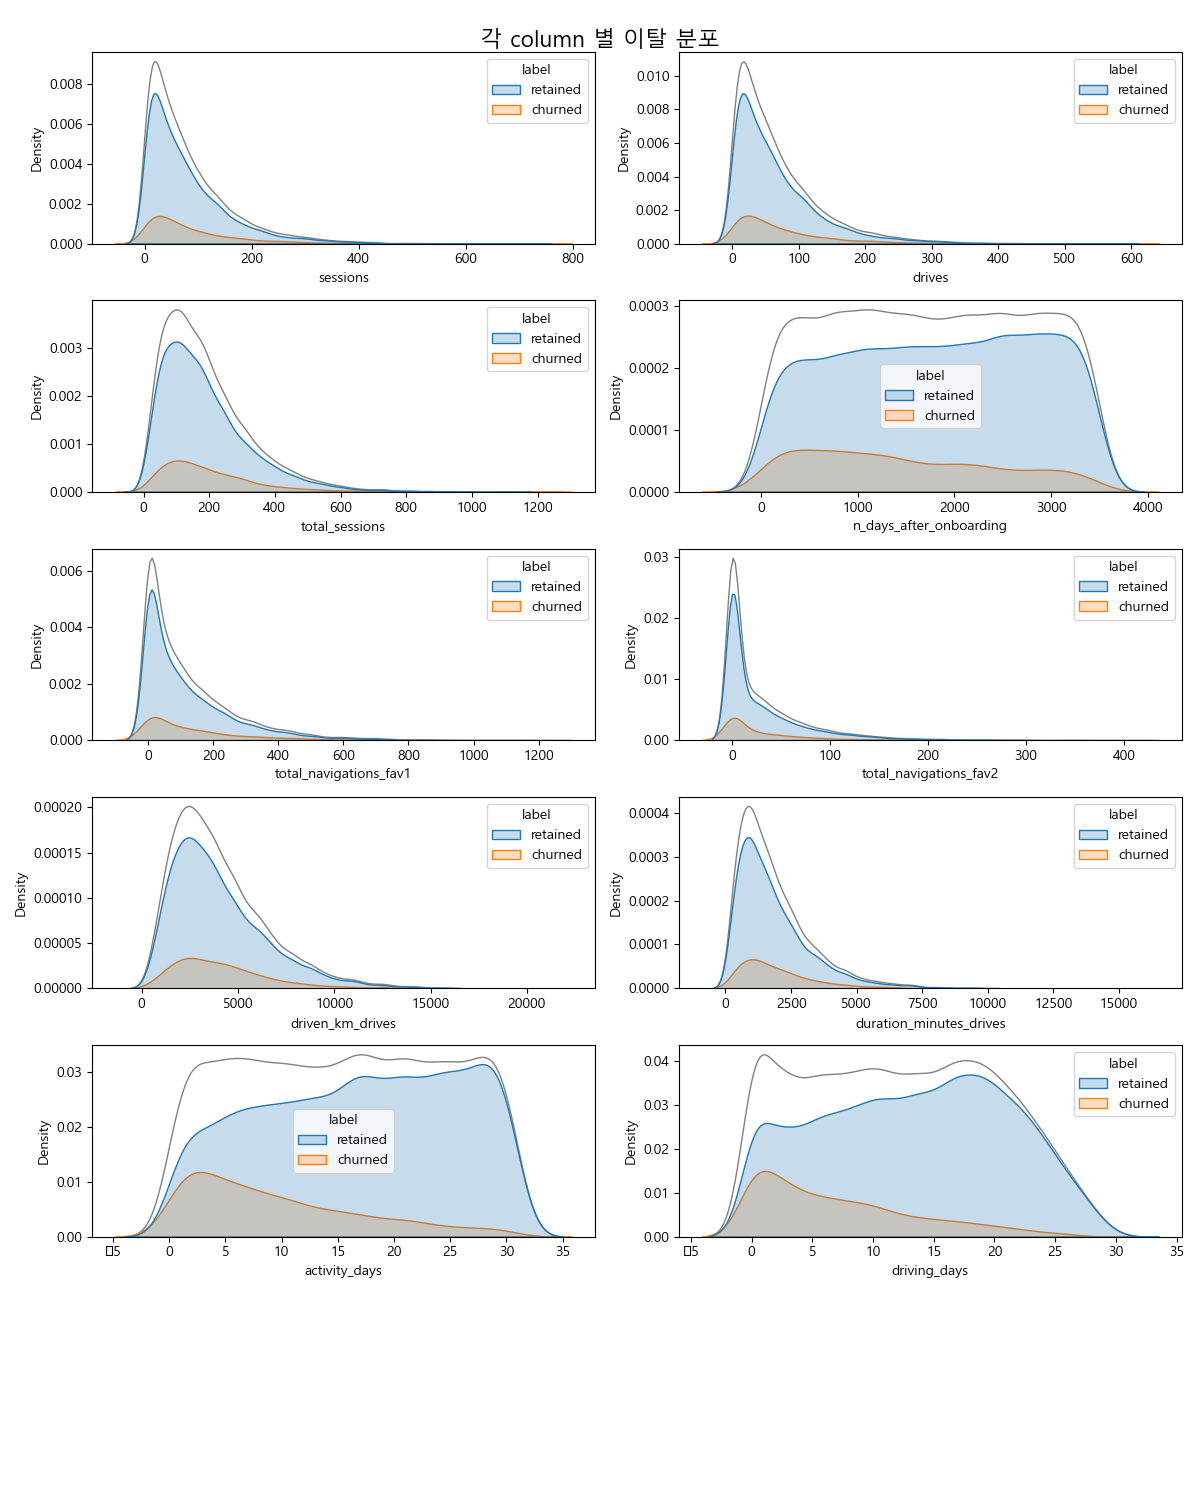 각 column 별 이탈 분포
Density
0.008
0.006
0.004
0.002
0.000
label
retained
churned
0 200 400 600 800
sessions
Density
0.010
0.008
0.006
0.004
0.002
0.000
label
retained
churned
0 100 200 300 400 500 600
drives
Density
0.003
0.002
0.001
0.000
label
retained
churned
0 200 400 600 800 1000 1200
total_sessions
Density
0.0003
0.0002
0.0001
0.0000
label
retained
churned
0 1000 2000 3000 4000
n_days_after_onboarding
Density
0.006
0.004
0.002
0.000
label
retained
churned
0 200 400 600 800 1000 1200
total_navigations_fav1
Density
0.03
0.02
0.01
0.00
label
retained
churned
0 100 200 300 400
total_navigations_fav2
Density
0.00020
0.00015
0.00010
0.00005
0.00000
label
retained
churned
0 5000 10000 15000 20000
driven_km_drives
Density
0.0004
0.0003
0.0002
0.0001
0.0000
label
retained
churned
0 2500 5000 7500 10000 12500 15000
duration_minutes_drives
Density
0.03
0.02
0.01
0.00
label
retained
churned
□5 0 5 10 15 20 25 30 35
activity_days
Density
0.04
0.03
0.02
0.01
0.00
label
retained
churned
□5 0 5 10 15 20 25 30 35
driving_days